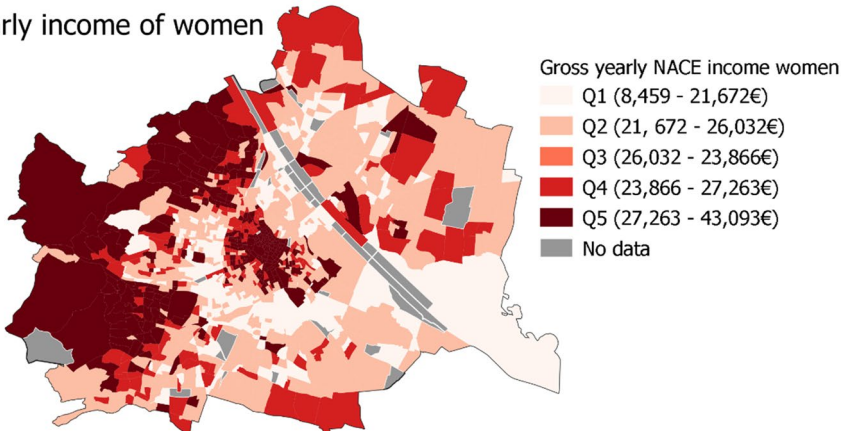 rly income of women
Gross yearly NACE income women
Q1 (8,459 - 21,672€)
Q2 (21, 672 - 26,032€)
Q3 (26,032 - 23,866€)
Q4 (23,866 - 27,263€)
Q5 (27,263 - 43,093€)
No data